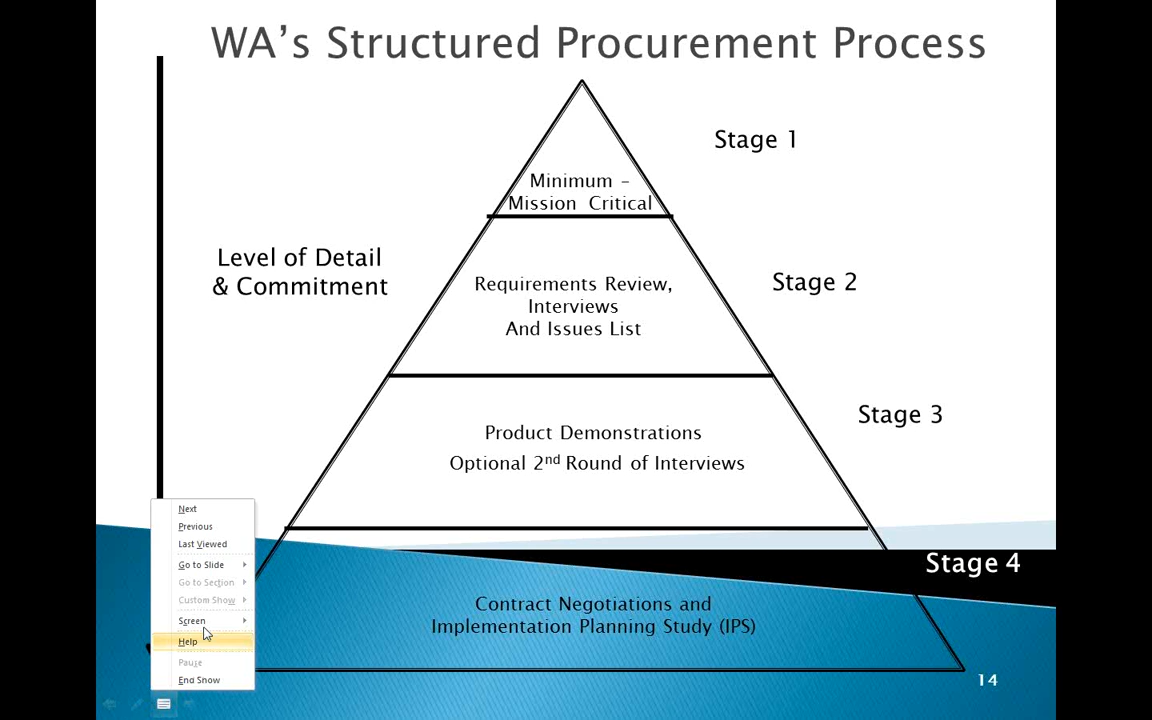 WA's Structured Procurement Process
Stage 1
Minimum –
Mission Critical
Level of Detail
& Commitment
Requirements Review,
Interviews
And Issues List
Stage 2
Stage 3
Product Demonstrations
Optional 2nd Round of Interviews
Stage 4
Contract Negotiations and
Implementation Planning Study (IPS)
14
Next
Previous
Last Viewed
Go to Slide
Go to Section
Custom Show
Screen
Help
Pause
End Show